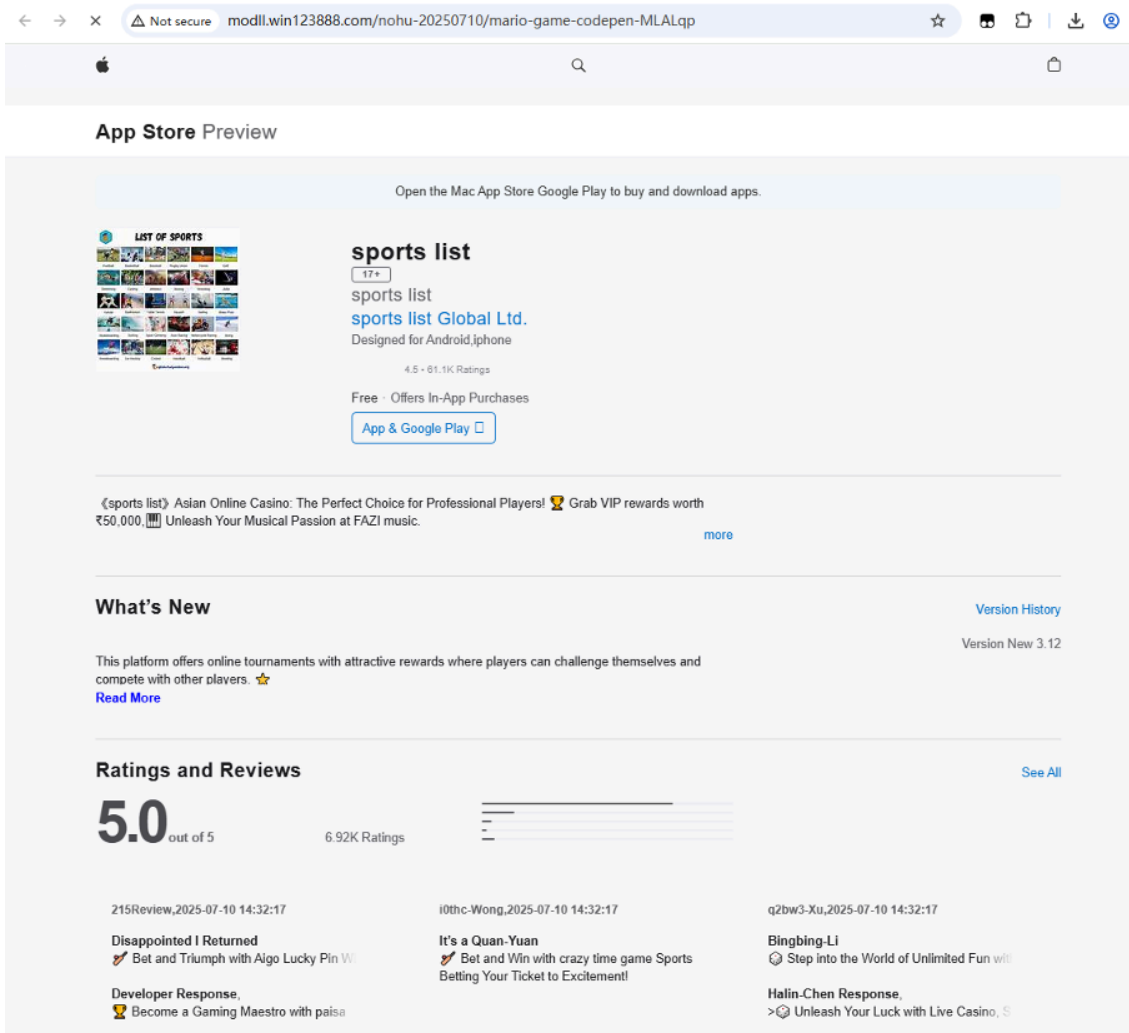 Not secure modll.win123888.com/nohu-20250710/mario-game-codepen-MLALqp
App Store Preview
Open the Mac App Store Google Play to buy and download apps.
LIST OF SPORTS
sports list
17+
sports list
sports list Global Ltd.
Designed for Android,iphone
4.5 • 61.1K Ratings
Free · Offers In-App Purchases
App & Google Play
《sports list》 Asian Online Casino: The Perfect Choice for Professional Players! 🏆 Grab VIP rewards worth
₹50,000,🎹 Unleash Your Musical Passion at FAZI music.
more
What's New
Version History
Version New 3.12
This platform offers online tournaments with attractive rewards where players can challenge themselves and
compete with other players. ⭐
Read More
Ratings and Reviews
See All
5.0 out of 5
6.92K Ratings
215Review,2025-07-10 14:32:17
Disappointed I Returned
🏏 Bet and Triumph with Aigo Lucky Pin W
Developer Response,
🏆 Become a Gaming Maestro with paisa
i0thc-Wong,2025-07-10 14:32:17
It's a Quan-Yuan
🏏 Bet and Win with crazy time game Sports
Betting Your Ticket to Excitement!
q2bw3-Xu,2025-07-10 14:32:17
Bingbing-Li
🎲 Step into the World of Unlimited Fun wit
Halin-Chen Response,
>🎲 Unleash Your Luck with Live Casino, S